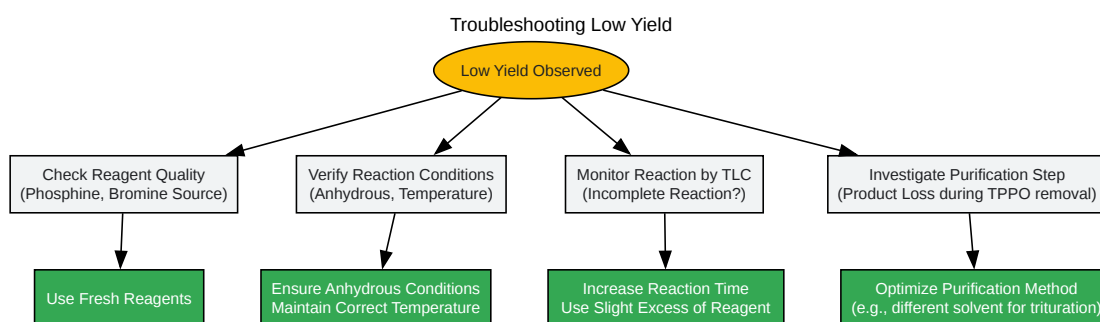 Troubleshooting Low Yield
Low Yield Observed
Check Reagent Quality
(Phosphine, Bromine Source)
Verify Reaction Conditions
(Anhydrous, Temperature)
Monitor Reaction by TLC
(Incomplete Reaction?)
Investigate Purification Step
(Product Loss during TPPO removal)
Use Fresh Reagents
Ensure Anhydrous Conditions
Maintain Correct Temperature
Increase Reaction Time
Use Slight Excess of Reagent
Optimize Purification Method
(e.g., different solvent for trituration)